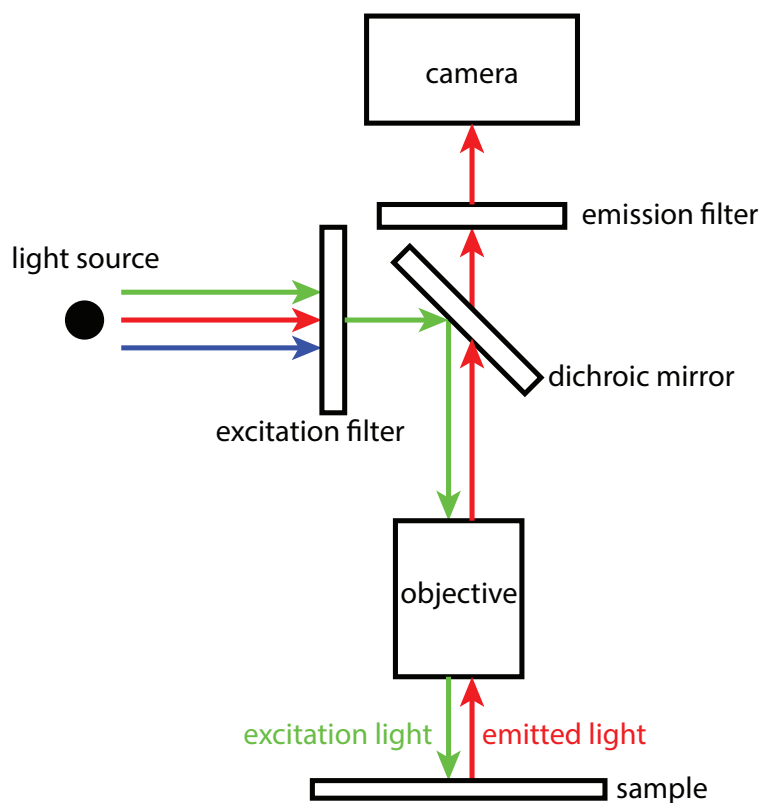 camera
emission filter
light source
dichroic mirror
excitation filter
objective
excitation light
emitted light
sample